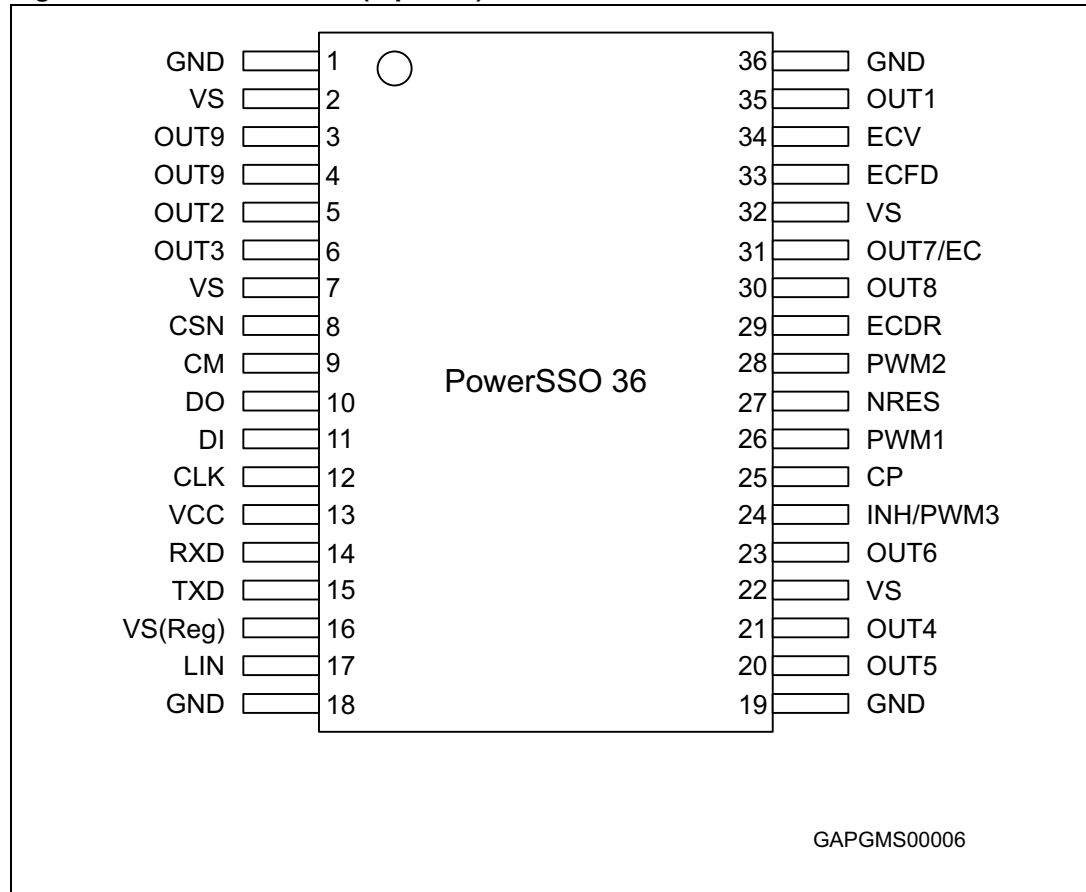 GND 1 36 GND
VS 2 35 OUT1
OUT9 3 34 ECV
OUT9 4 33 ECFD
OUT2 5 32 VS
OUT3 6 31 OUT7/EC
VS 7 30 OUT8
CSN 8 29 ECDR
CM 9 28 PWM2
PowerSSO 36
DO 10 27 NRES
DI 11 26 PWM1
CLK 12 25 CP
VCC 13 24 INH/PWM3
RXD 14 23 OUT6
TXD 15 22 VS
VS(Reg) 16 21 OUT4
LIN 17 20 OUT5
GND 18 19 GND
GAPGMS00006